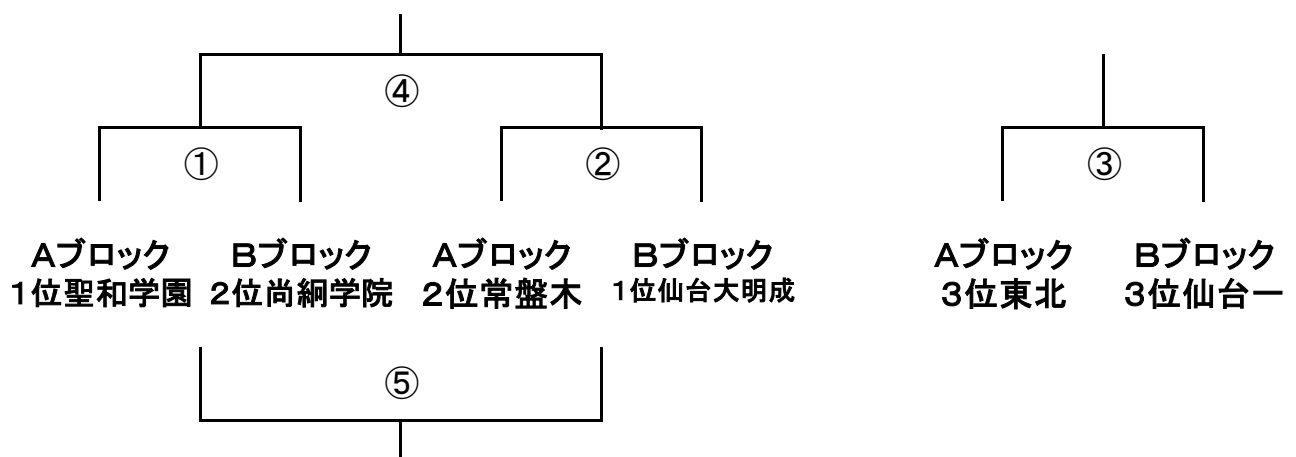 ④
①
②
③
Aブロック
1位聖和学園
Bブロック
2位尚絅学院
Aブロック
2位常盤木
Bブロック
1位仙台大明成
Aブロック
3位東北
Bブロック
3位仙台一
⑤